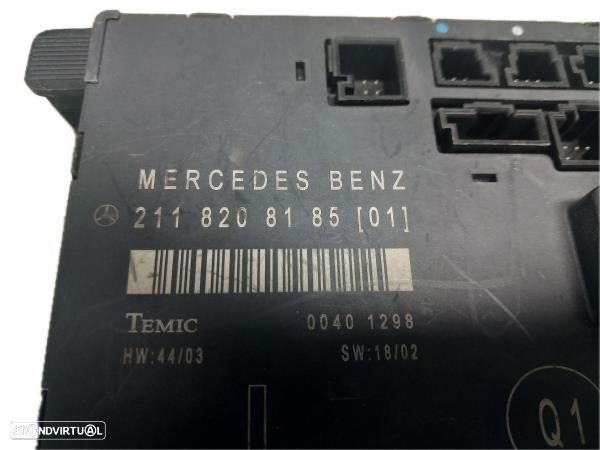 MERCEDES BENZ
211 820 81 85 [01]
TEMIC 0040 1298
HW:44/03 SW:18/02
Q1
STANDVIRTUAL